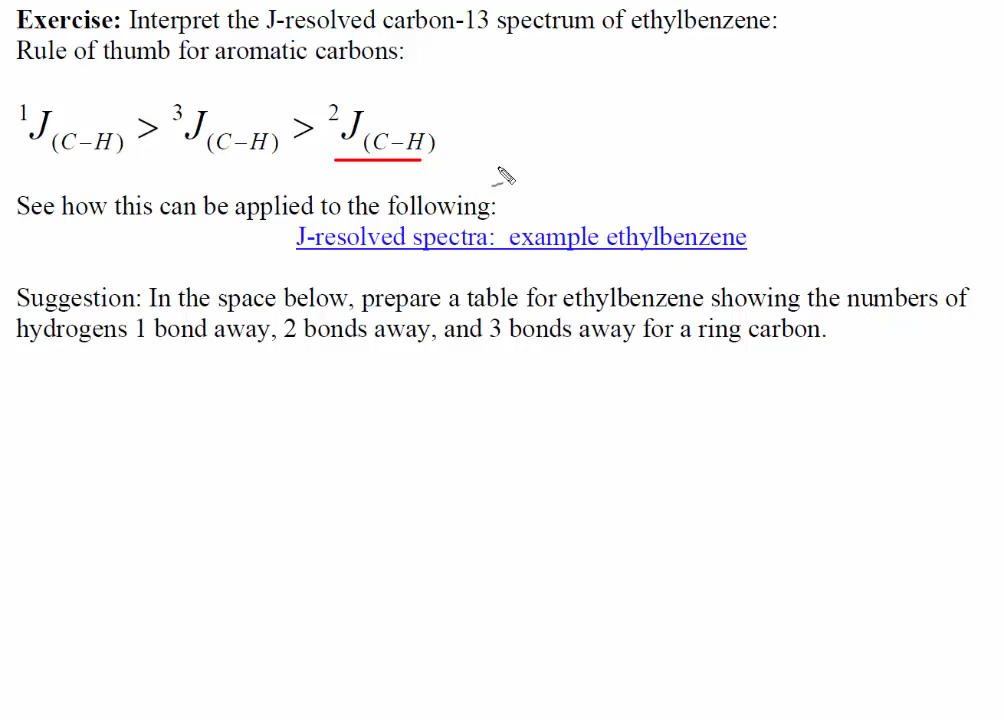 Exercise: Interpret the J-resolved carbon-13 spectrum of ethylbenzene:
Rule of thumb for aromatic carbons:
¹J(C−H) > ³J(C−H) > ²J(C−H)
See how this can be applied to the following:
J-resolved spectra: example ethylbenzene
Suggestion: In the space below, prepare a table for ethylbenzene showing the numbers of
hydrogens 1 bond away, 2 bonds away, and 3 bonds away for a ring carbon.